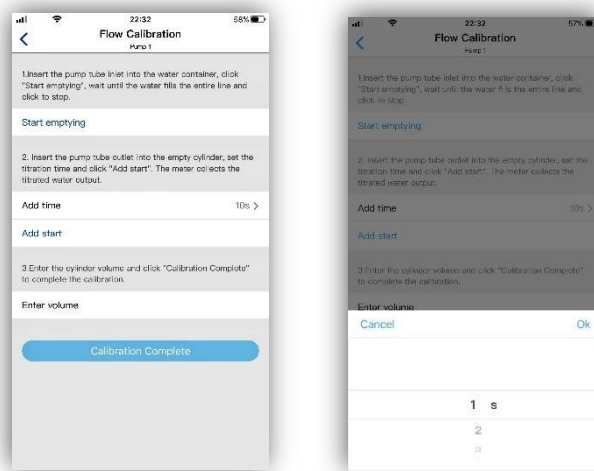 22:32
68%
Flow Calibration
Pump 1
1.Insert the pump tube inlet into the water container, click
"Start emptying", wait until the water fills the entire line and
click to stop.
Start emptying
2. Insert the pump tube outlet into the empty cylinder, set the
titration time and click "Add start". The meter collects the
titrated water output.
Add time
10s >
Add start
3.Enter the cylinder volume and click "Calibration Complete"
to complete the calibration.
Enter volume
Calibration Complete
22:32
57%
Flow Calibration
Pump 1
1.Insert the pump tube inlet into the water container, click
"Start emptying", wait until the water fills the entire line and
click to stop.
Start emptying
2. Insert the pump tube outlet into the empty cylinder, set the
titration time and click "Add start". The meter collects the
titrated water output.
Add time
10s >
Add start
3.Enter the cylinder volume and click "Calibration Complete"
to complete the calibration.
Enter volume
Cancel
Ok
1 s
2
3